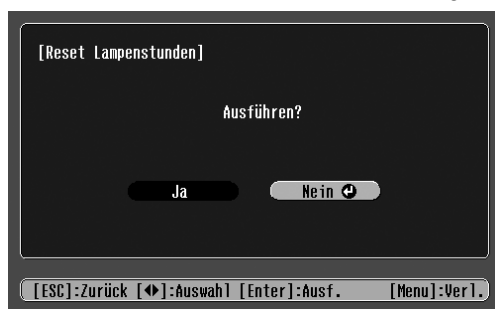 [Reset Lampenstunden]
Ausführen?
Ja Nein
[ESC]:Zurück [◆]:Auswahl [Enter]:Ausf. [Menu]:Verl.